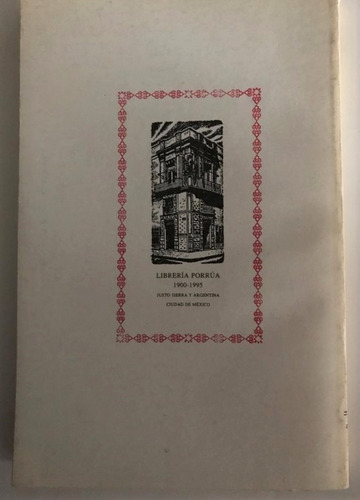 LIBRERÍA PORRÚA
1900-1995
JUSTO SIERRA Y ARGENTINA
CIUDAD DE MÉXICO